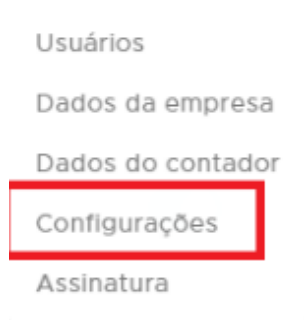 Usuários
Dados da empresa
Dados do contador
Configurações
Assinatura